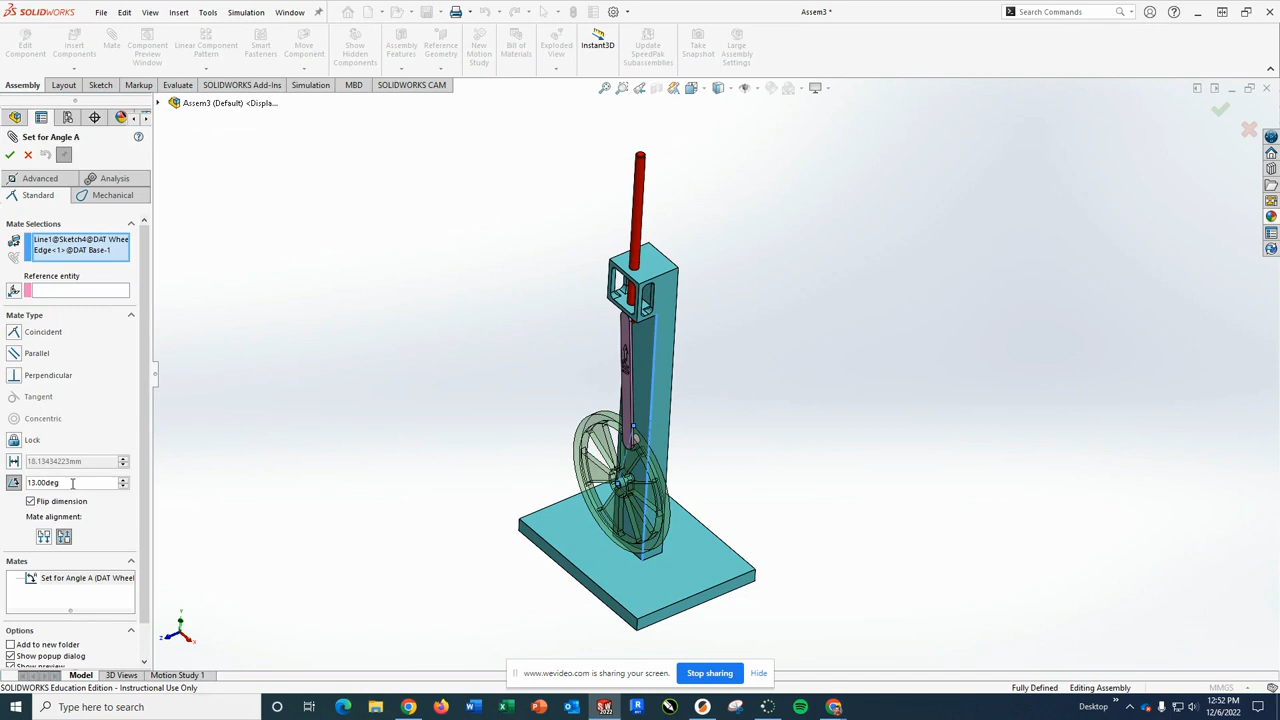 SOLIDWORKS
File
Edit
View
Insert
Tools
Simulation
Window
Assem3 *
Search Commands
Edit Component
Insert Components
Mate
Component Preview Window
Linear Component Pattern
Smart Fasteners
Move Component
Show Hidden Components
Assembly Features
Reference Geometry
New Motion Study
Bill of Materials
Exploded View
Instant3D
Update SpeedPak Subassemblies
Take Snapshot
Large Assembly Settings
Assembly
Layout
Sketch
Markup
Evaluate
SOLIDWORKS Add-Ins
Simulation
MBD
SOLIDWORKS CAM
Assem3 (Default) <Displa...
Set for Angle A
Advanced
Analysis
Standard
Mechanical
Mate Selections
Line1@Sketch4@DAT Whee
Edge<1>@DAT Base-1
Reference entity
Mate Type
Coincident
Parallel
Perpendicular
Tangent
Concentric
Lock
18.13434223mm
13.00deg
Flip dimension
Mate alignment:
Mates
Set for Angle A (DAT Wheel
Options
Add to new folder
Show popup dialog
Show preview
Y
Z
X
www.wevideo.com is sharing your screen.
Stop sharing
Hide
Model
3D Views
Motion Study 1
SOLIDWORKS Education Edition - Instructional Use Only
Fully Defined
Editing Assembly
MMGS
Type here to search
Desktop
12:52 PM
12/6/2022